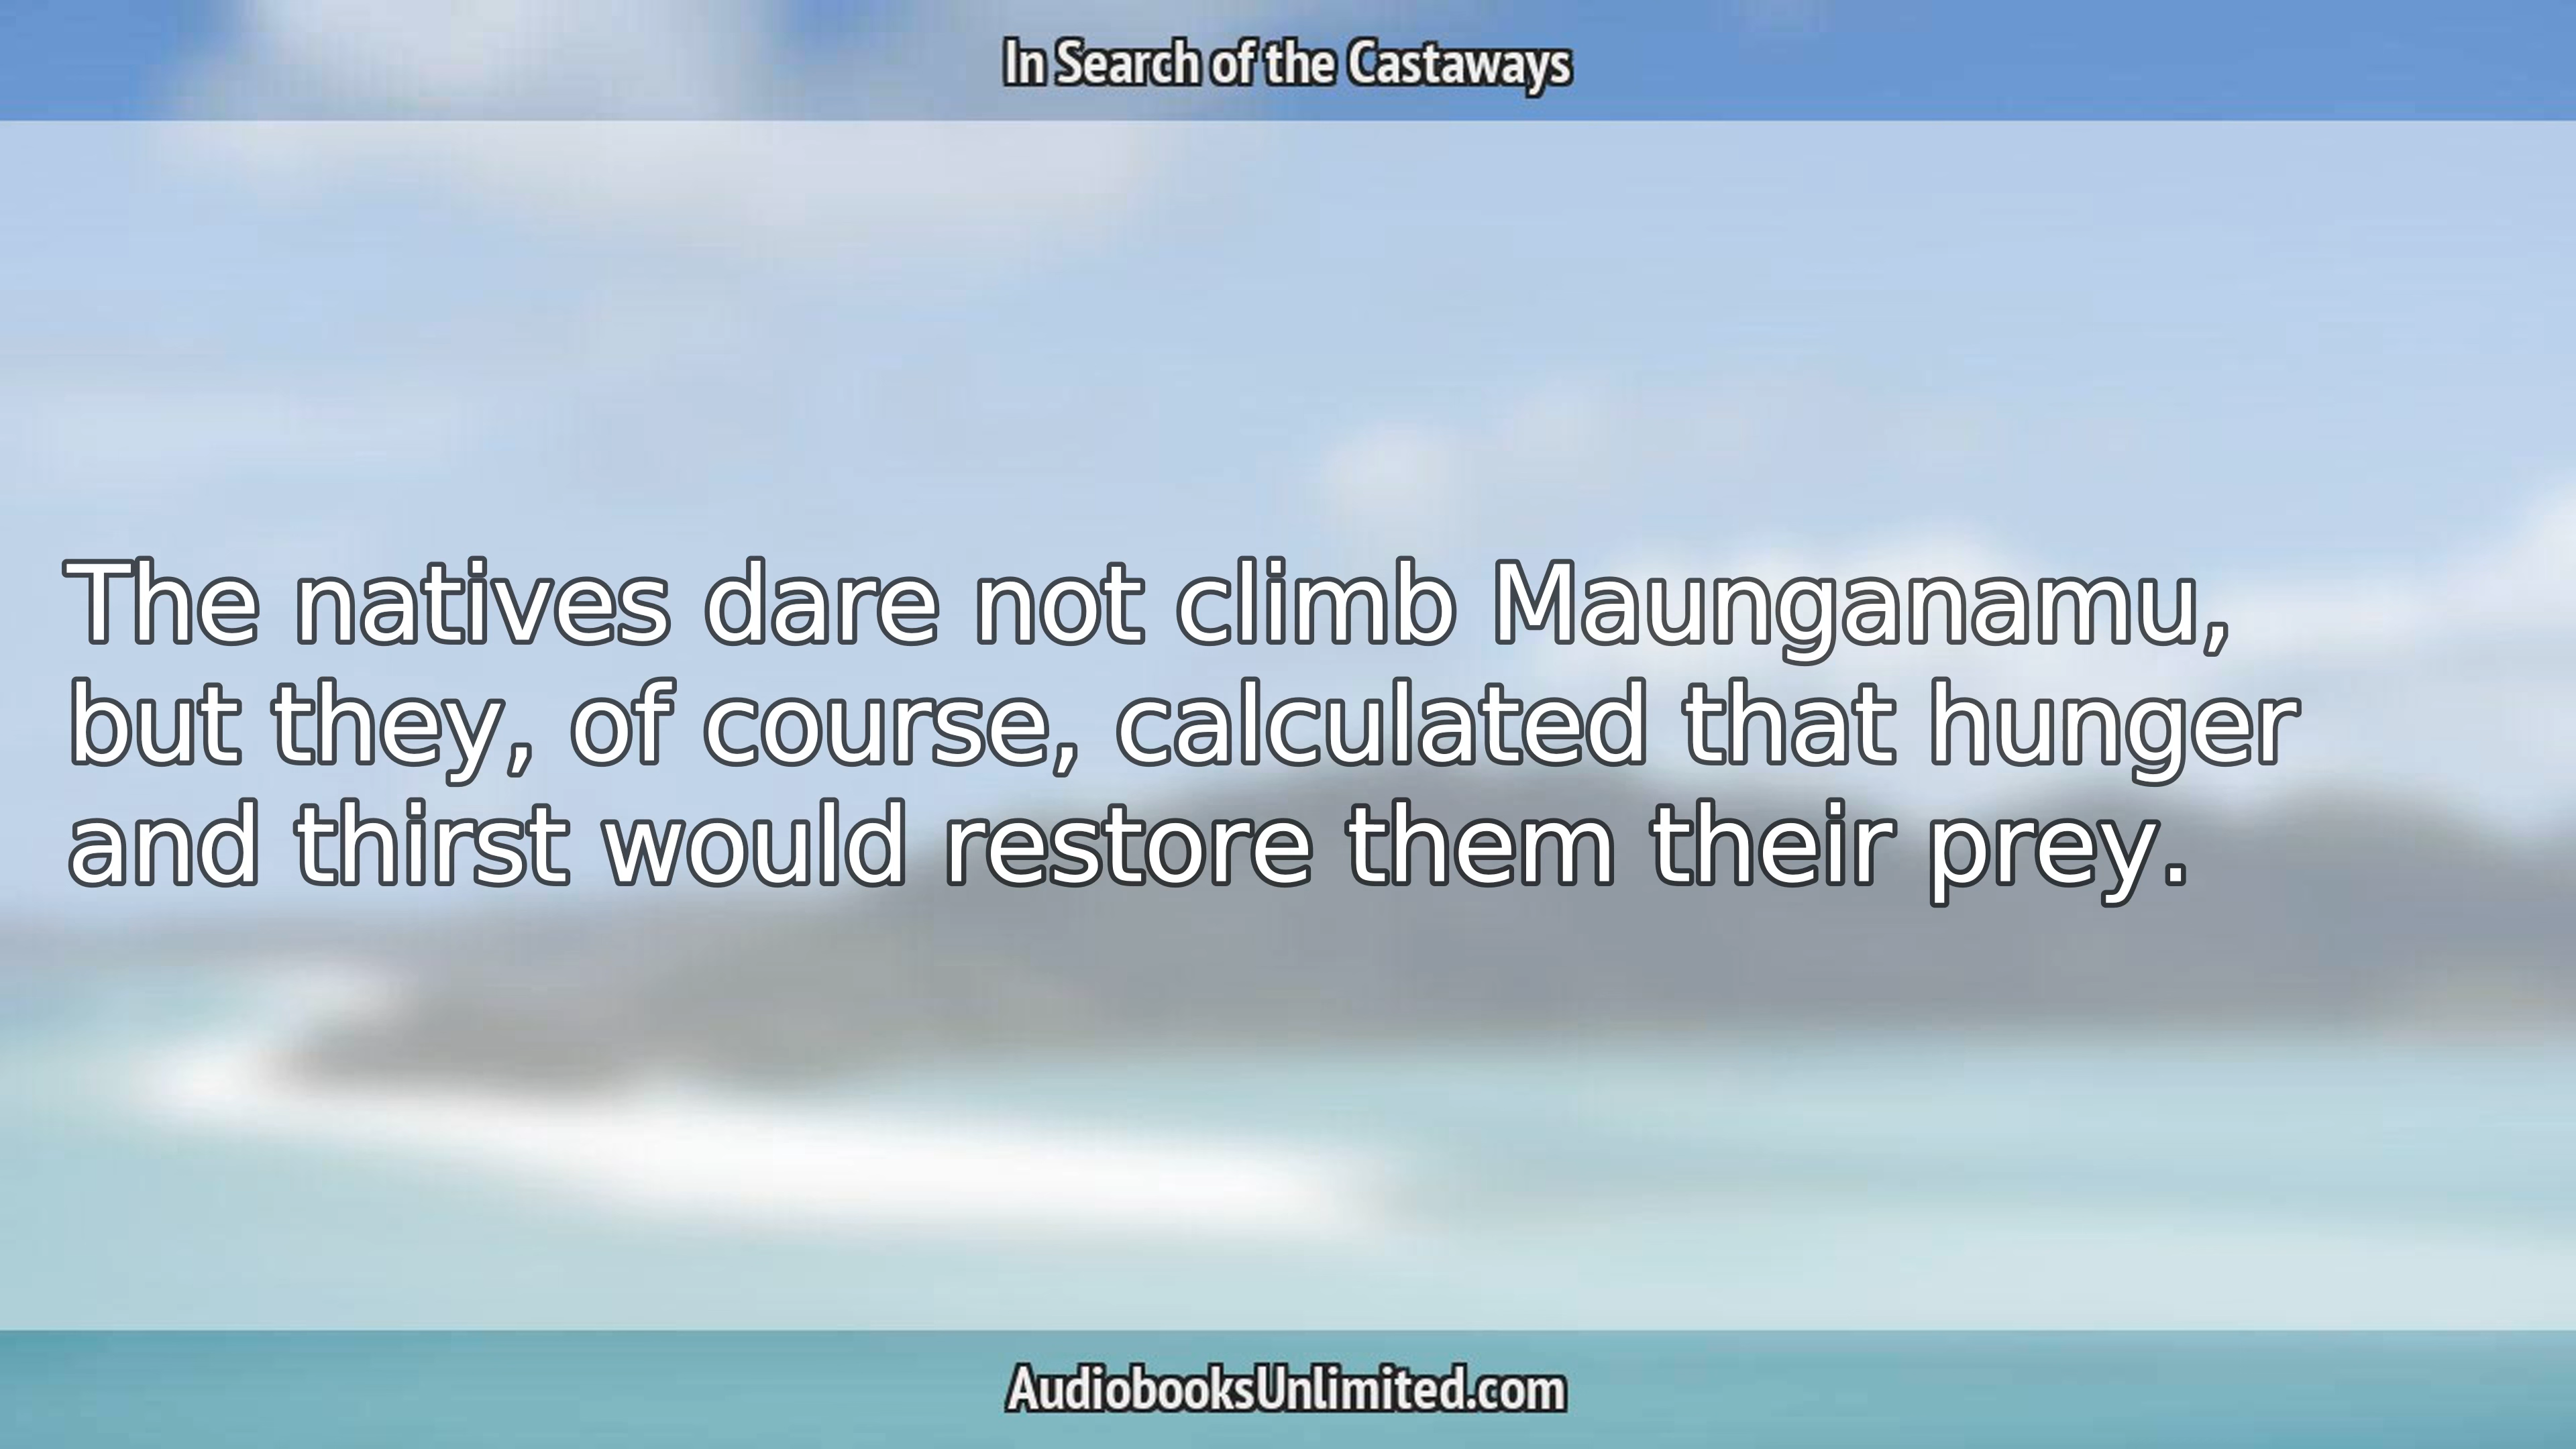 In Search of the Castaways
The natives dare not climb Maunganamu,
but they, of course, calculated that hunger
and thirst would restore them their prey.
AudiobooksUnlimited.com